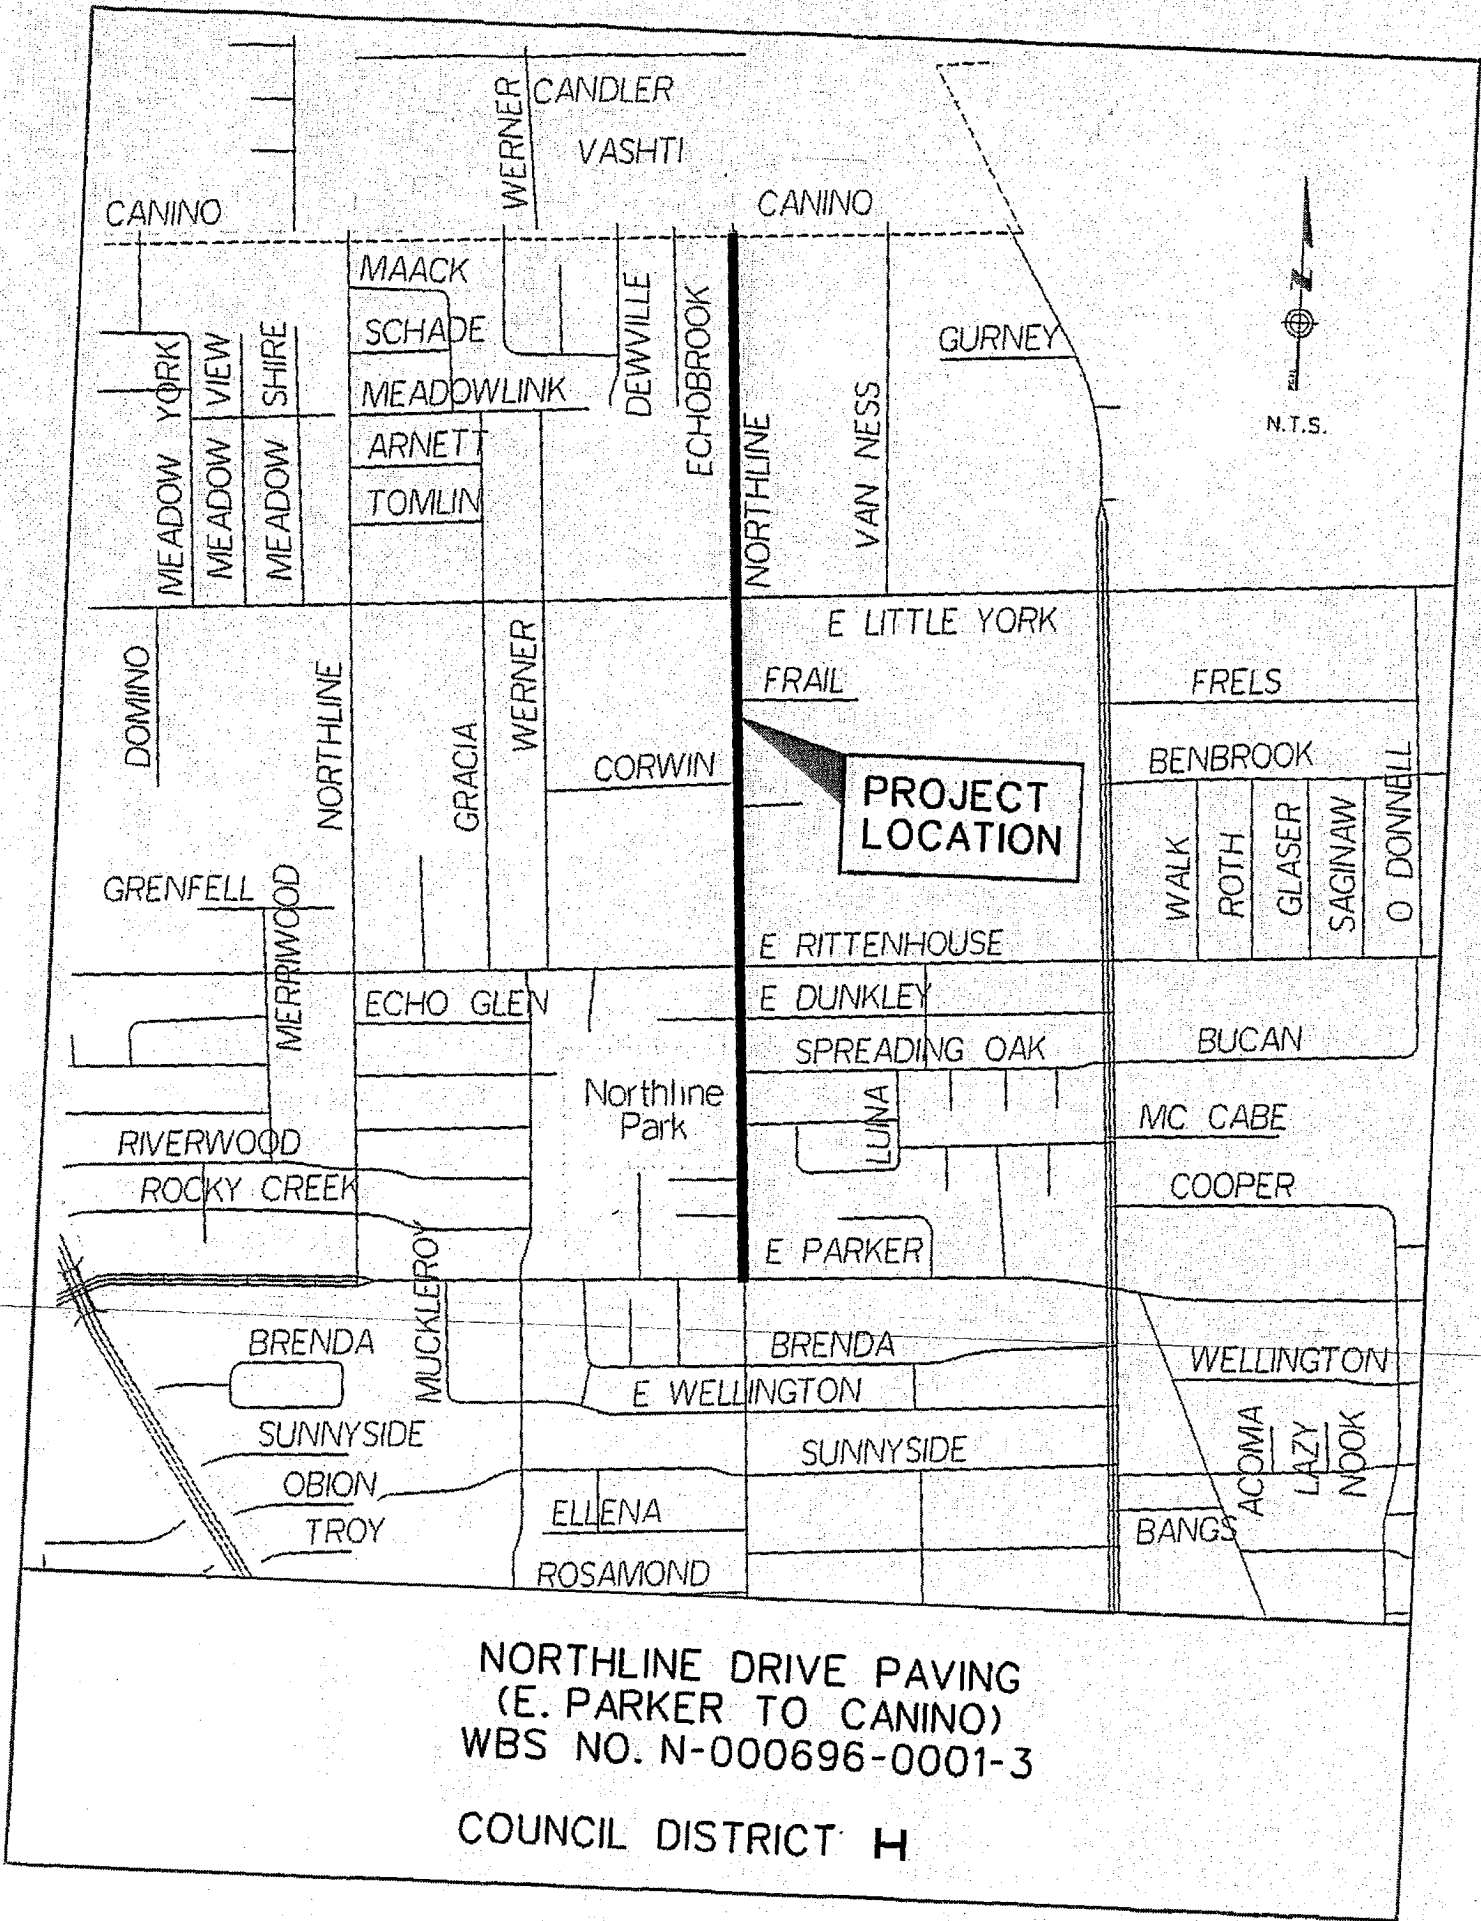 WERNER
CANDLER
VASHTI
CANINO
CANINO
MAACK
SCHADE
MEADOWLINK
ARNETT
TOMLIN
MEADOW YORK
MEADOW VIEW
MEADOW SHIRE
DEWVILLE
ECHOBROOK
NORTHLINE
VAN NESS
GURNEY
N
N.T.S.
E LITTLE YORK
DOMINO
NORTHLINE
GRACIA
WERNER
FRAIL
FRELS
CORWIN
BENBROOK
PROJECT
LOCATION
WALK
ROTH
GLASER
SAGINAW
O DONNELL
GRENFELL
MERRIWOOD
E RITTENHOUSE
ECHO GLEN
E DUNKLEY
SPREADING OAK
BUCAN
Northline
Park
LUNA
MC CABE
RIVERWOOD
ROCKY CREEK
COOPER
MUCKLEROY
E PARKER
BRENDA
BRENDA
WELLINGTON
E WELLINGTON
SUNNYSIDE
SUNNYSIDE
ACOMA
LAZY
NOOK
OBION
ELLENA
TROY
BANGS
ROSAMOND
NORTHLINE DRIVE PAVING
(E. PARKER TO CANINO)
WBS NO. N-000696-0001-3
COUNCIL DISTRICT H